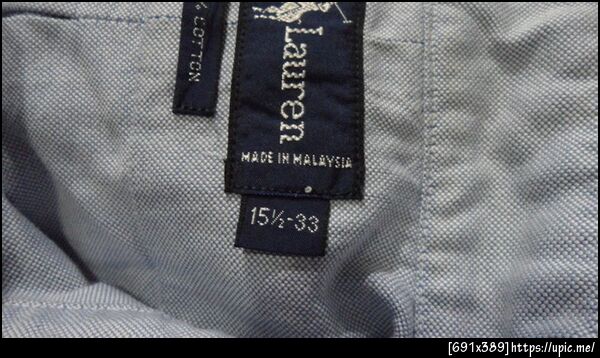 % COTTON
Lauren
MADE IN MALAYSIA
15½-33
[691x389]https://upic.me/